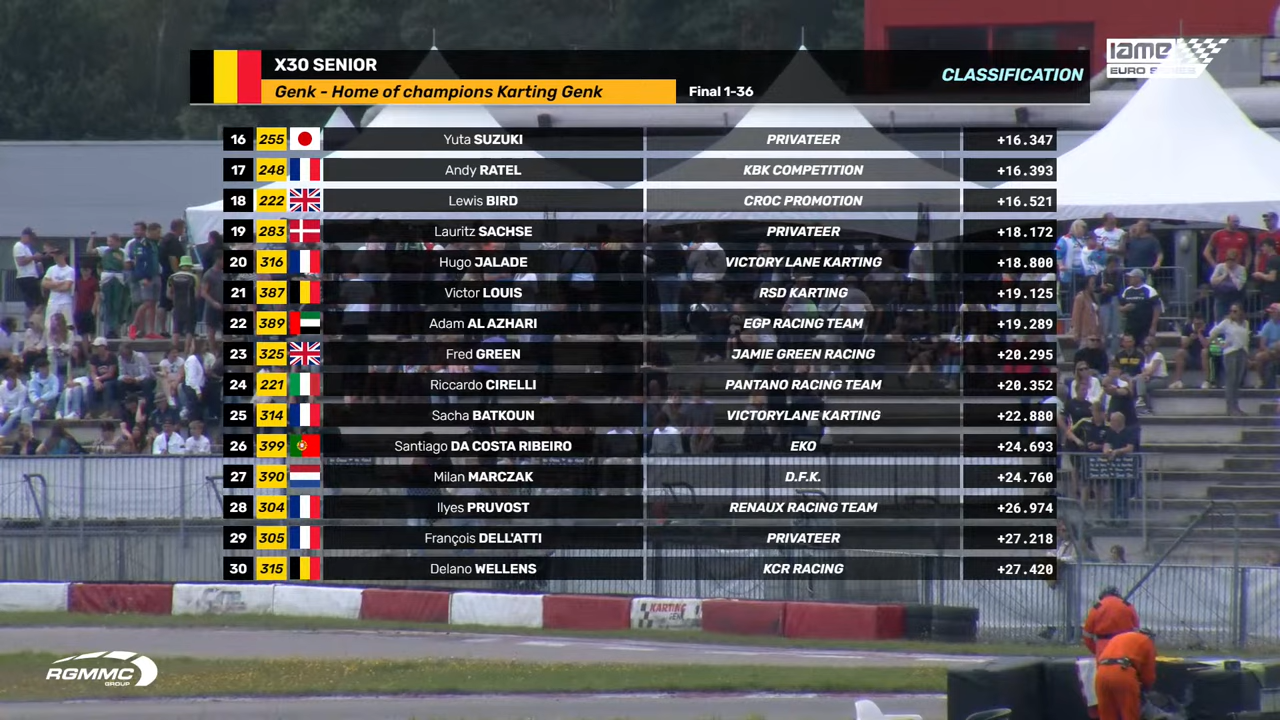 X30 SENIOR
Genk - Home of champions Karting Genk
Final 1-36
CLASSIFICATION
iame
EURO SERIES
16 255 Yuta SUZUKI PRIVATEER +16.347
17 248 Andy RATEL KBK COMPETITION +16.393
18 222 Lewis BIRD CROC PROMOTION +16.521
19 283 Lauritz SACHSE PRIVATEER +18.172
20 316 Hugo JALADE VICTORY LANE KARTING +18.800
21 387 Victor LOUIS RSD KARTING +19.125
22 389 Adam AL AZHARI EGP RACING TEAM +19.289
23 325 Fred GREEN JAMIE GREEN RACING +20.295
24 221 Riccardo CIRELLI PANTANO RACING TEAM +20.352
25 314 Sacha BATKOUN VICTORYLANE KARTING +22.880
26 399 Santiago DA COSTA RIBEIRO EKO +24.693
27 390 Milan MARCZAK D.F.K. +24.760
28 304 Ilyes PRUVOST RENAUX RACING TEAM +26.974
29 305 François DELL'ATTI PRIVATEER +27.218
30 315 Delano WELLENS KCR RACING +27.420
KARTING
RGMMC
GROUP